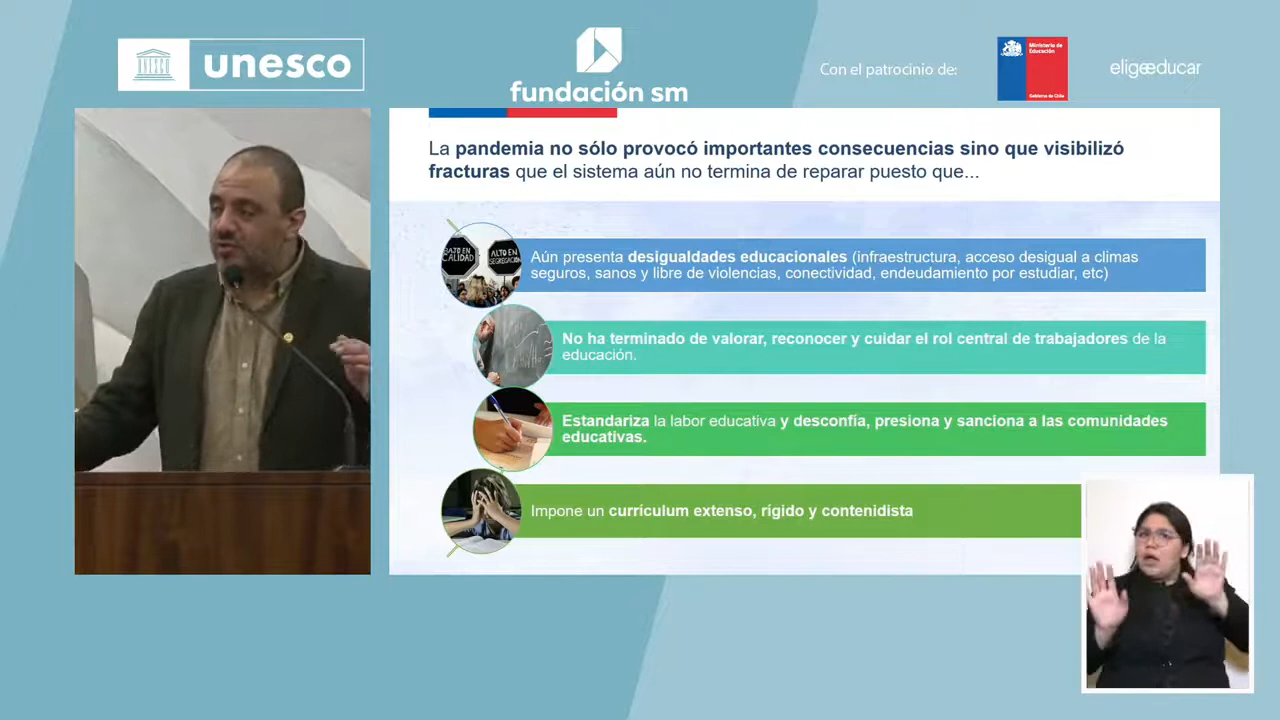 unesco
fundación sm
Con el patrocinio de:
Ministerio de
Educación
Gobierno de Chile
eligeeducar
La pandemia no sólo provocó importantes consecuencias sino que visibilizó
fracturas que el sistema aún no termina de reparar puesto que...
BAJO EN
CALIDAD
ALTO EN
SEGREGACIÓN
Aún presenta desigualdades educacionales (infraestructura, acceso desigual a climas
seguros, sanos y libre de violencias, conectividad, endeudamiento por estudiar, etc)
No ha terminado de valorar, reconocer y cuidar el rol central de trabajadores de la
educación.
Estandariza la labor educativa y desconfía, presiona y sanciona a las comunidades
educativas.
Impone un currículum extenso, rígido y contenidista